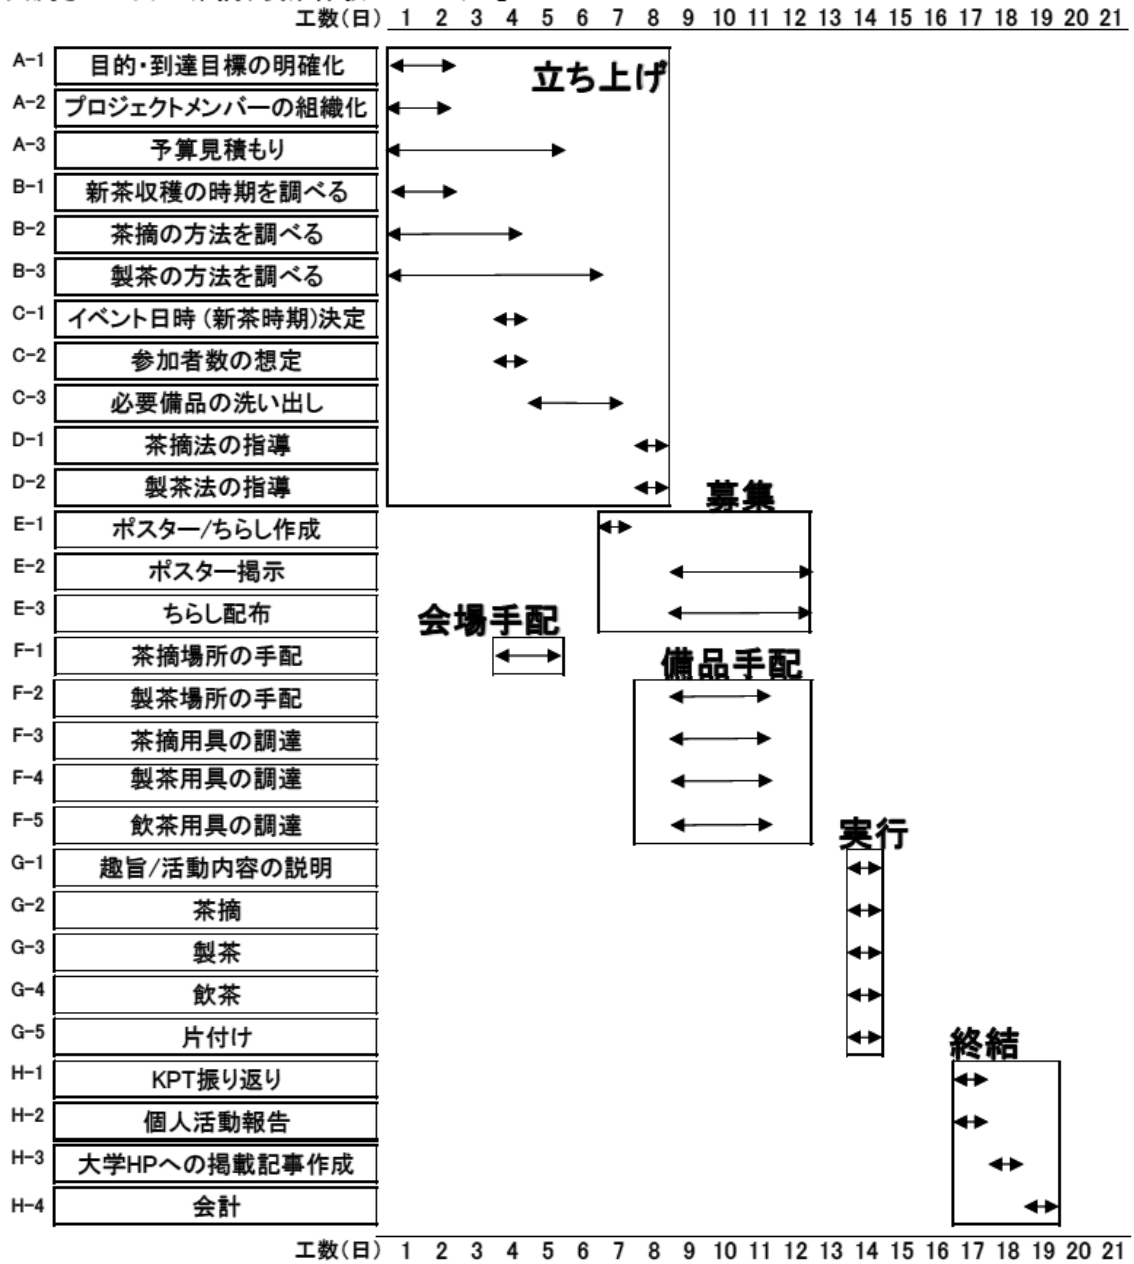 工数(日) 1 2 3 4 5 6 7 8 9 10 11 12 13 14 15 16 17 18 19 20 21
A-1 目的・到達目標の明確化
立ち上げ
A-2 プロジェクトメンバーの組織化
A-3 予算見積もり
B-1 新茶収穫の時期を調べる
B-2 茶摘の方法を調べる
B-3 製茶の方法を調べる
C-1 イベント日時(新茶時期)決定
C-2 参加者数の想定
C-3 必要備品の洗い出し
D-1 茶摘法の指導
D-2 製茶法の指導
募集
E-1 ポスター/ちらし作成
E-2 ポスター掲示
E-3 ちらし配布
会場手配
F-1 茶摘場所の手配
備品手配
F-2 製茶場所の手配
F-3 茶摘用具の調達
F-4 製茶用具の調達
F-5 飲茶用具の調達
実行
G-1 趣旨/活動内容の説明
G-2 茶摘
G-3 製茶
G-4 飲茶
G-5 片付け
終結
H-1 KPT振り返り
H-2 個人活動報告
H-3 大学HPへの掲載記事作成
H-4 会計
工数(日) 1 2 3 4 5 6 7 8 9 10 11 12 13 14 15 16 17 18 19 20 21